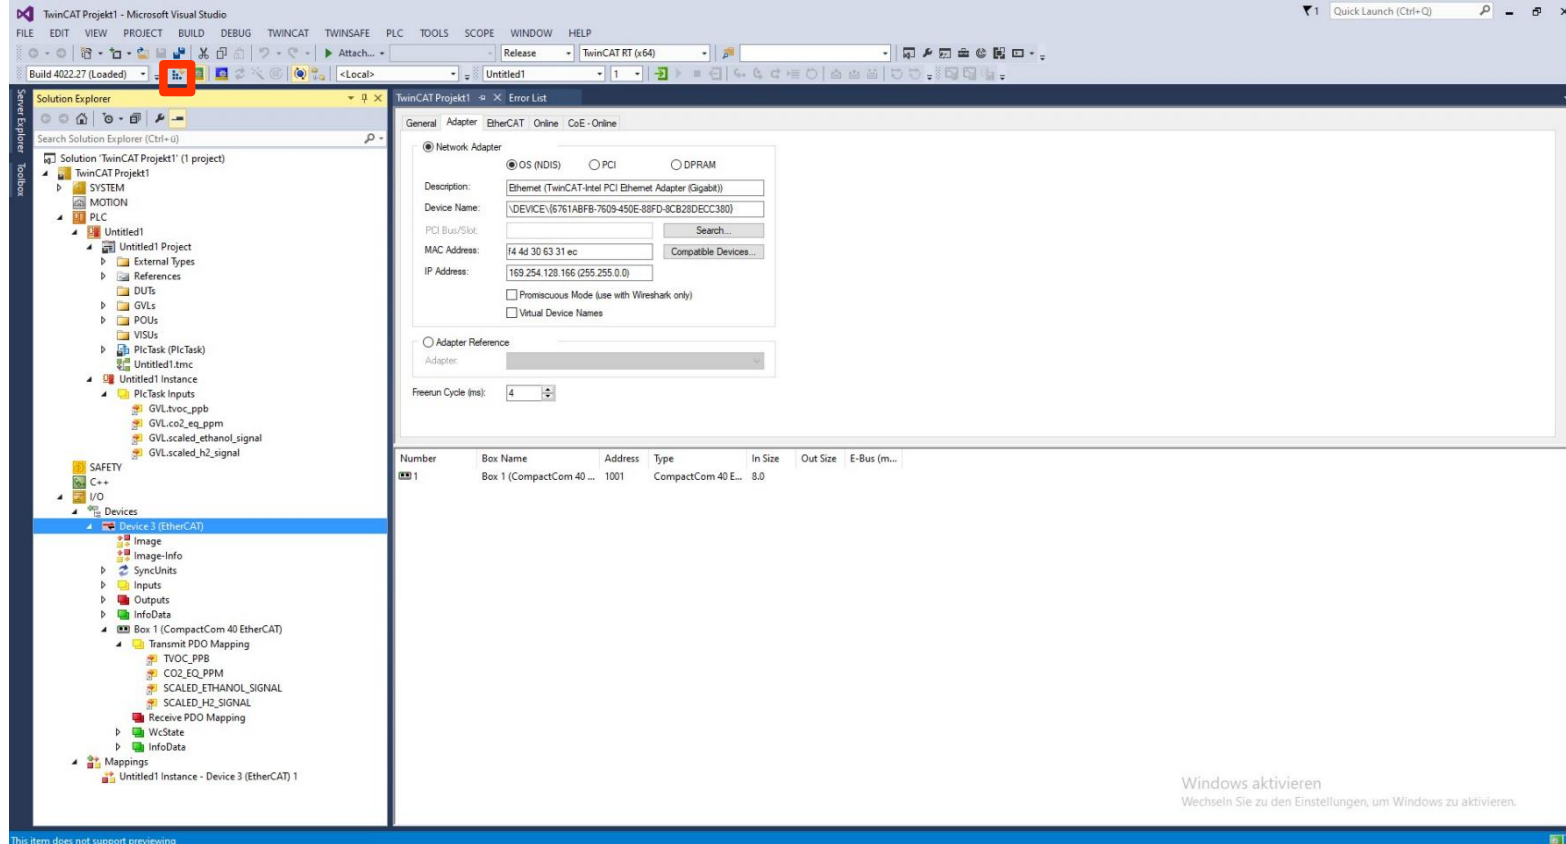 TwinCAT Projekt1 - Microsoft Visual Studio
1 Quick Launch (Ctrl+Q)
FILE EDIT VIEW PROJECT BUILD DEBUG TWINCAT TWINSAFE PLC TOOLS SCOPE WINDOW HELP
Attach... Release TwinCAT RT (x64)
Build 4022.27 (Loaded) <Local> Untitled1 1
Server Explorer
Toolbox
Solution Explorer
Search Solution Explorer (Ctrl+ü)
Solution 'TwinCAT Projekt1' (1 project)
TwinCAT Projekt1
SYSTEM
MOTION
PLC
Untitled1
Untitled1 Project
External Types
References
DUTs
GVLs
POUs
VISUs
PlcTask (PlcTask)
Untitled1.tmc
Untitled1 Instance
PlcTask Inputs
GVL.tvoc_ppb
GVL.co2_eq_ppm
GVL.scaled_ethanol_signal
GVL.scaled_h2_signal
SAFETY
C++
I/O
Devices
Device 3 (EtherCAT)
Image
Image-Info
SyncUnits
Inputs
Outputs
InfoData
Box 1 (CompactCom 40 EtherCAT)
Transmit PDO Mapping
TVOC_PPB
CO2_EQ_PPM
SCALED_ETHANOL_SIGNAL
SCALED_H2_SIGNAL
Receive PDO Mapping
WcState
InfoData
Mappings
Untitled1 Instance - Device 3 (EtherCAT) 1
TwinCAT Projekt1 Error List
General Adapter EtherCAT Online CoE - Online
Network Adapter
OS (NDIS) PCI DPRAM
Description: Ethernet (TwinCAT-Intel PCI Ethernet Adapter (Gigabit))
Device Name: \DEVICE\{6761ABFB-7609-450E-88FD-8CB28DECC380}
PCI Bus/Slot: Search...
MAC Address: f4 4d 30 63 31 ec Compatible Devices...
IP Address: 169.254.128.166 (255.255.0.0)
Promiscuous Mode (use with Wireshark only)
Virtual Device Names
Adapter Reference
Adapter:
Freerun Cycle (ms): 4
Number Box Name Address Type In Size Out Size E-Bus (m...
1 Box 1 (CompactCom 40 ... 1001 CompactCom 40 E... 8.0
Windows aktivieren
Wechseln Sie zu den Einstellungen, um Windows zu aktivieren.
This item does not support previewing